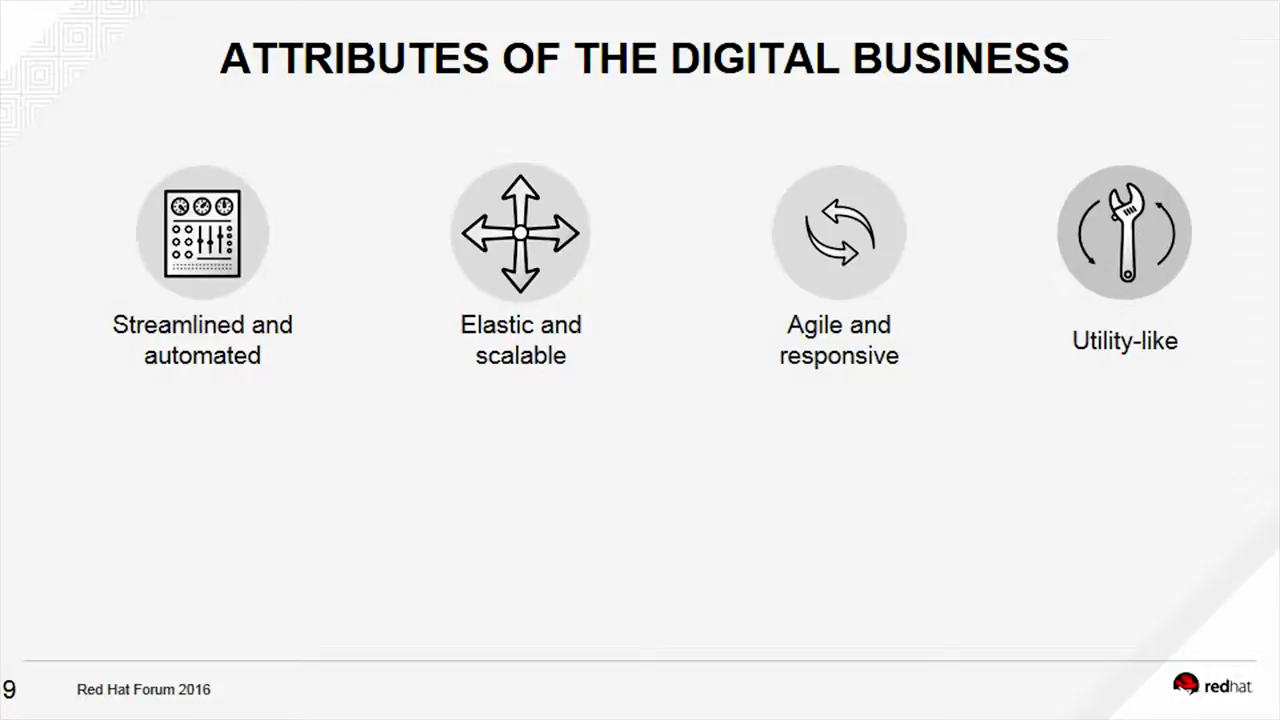 ATTRIBUTES OF THE DIGITAL BUSINESS
Streamlined and
automated
Elastic and
scalable
Agile and
responsive
Utility-like
9
Red Hat Forum 2016
redhat